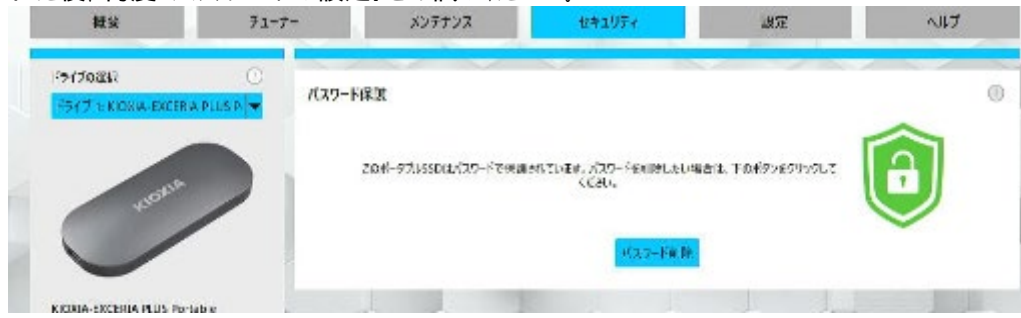 概要 チューナー メンテナンス セキュリティ 設定 ヘルプ
ドライブの選択
KIOXIA-EXCERIA PLUS P
パスワード保護
KIOXIA
このポータブルSSDはパスワードで保護されています。パスワードを削除したい場合は、下のボタンをクリックして
ください。
パスワード削除
KIOXIA-EXCERIA PLUS Portable